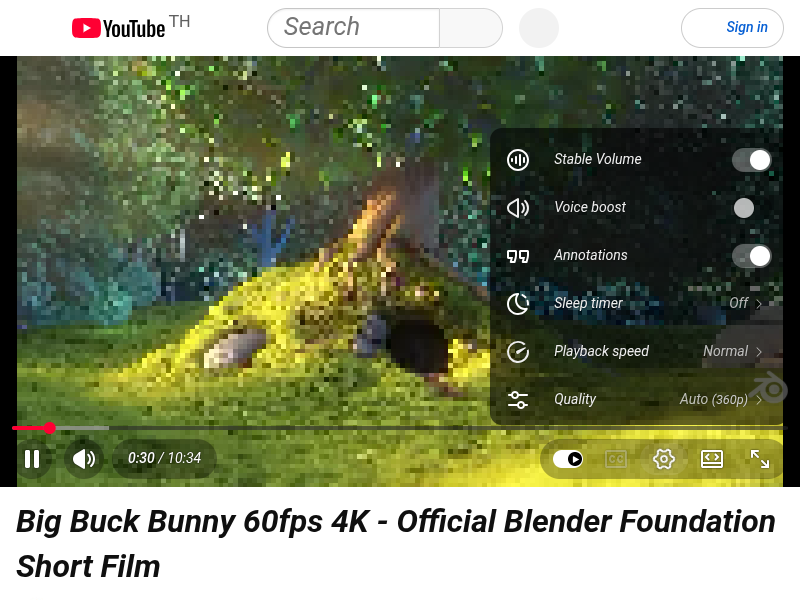 YouTube TH
Search
Sign in
Stable Volume
Voice boost
Annotations
Sleep timer Off
Playback speed Normal
Quality Auto (360p)
0:30 / 10:34
CC
Big Buck Bunny 60fps 4K - Official Blender Foundation
Short Film